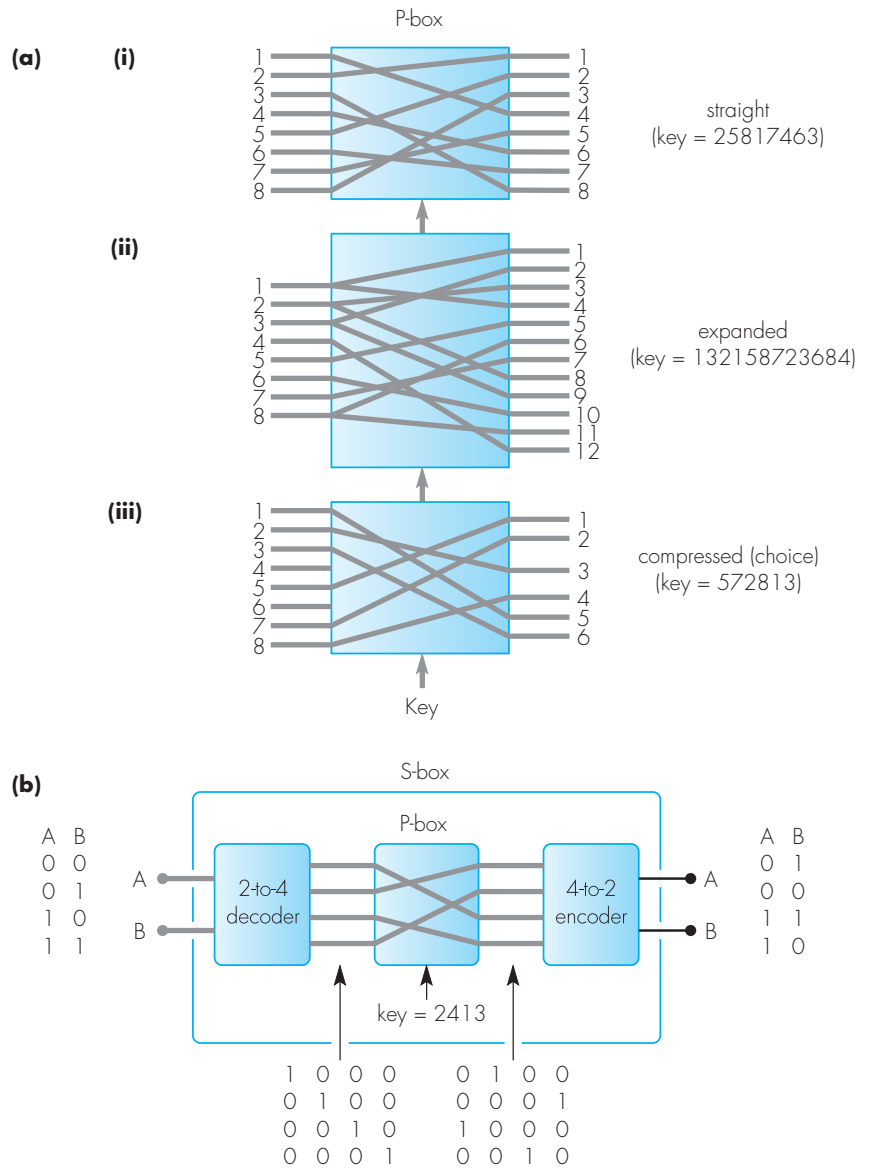 P-box
(a) (i)
1 1
2 2
3 3
4 4
5 5
6 6
7 7
8 8
straight
(key = 25817463)
(ii)
1
2
1 3
2 4
3 5
4 6
5 7
6 8
7 9
8 10
11
12
expanded
(key = 132158723684)
(iii)
1 1
2 2
3 3
4
5 4
6 5
7 6
8
compressed (choice)
(key = 572813)
Key
(b)
S-box
P-box
A B
0 0
0 1
1 0
1 1
A
B
2-to-4
decoder
4-to-2
encoder
A
B
A B
0 1
0 0
1 1
1 0
key = 2413
1 0 0 0 0 1 0 0
0 1 0 0 0 0 0 1
0 0 1 0 1 0 0 0
0 0 0 1 0 0 1 0